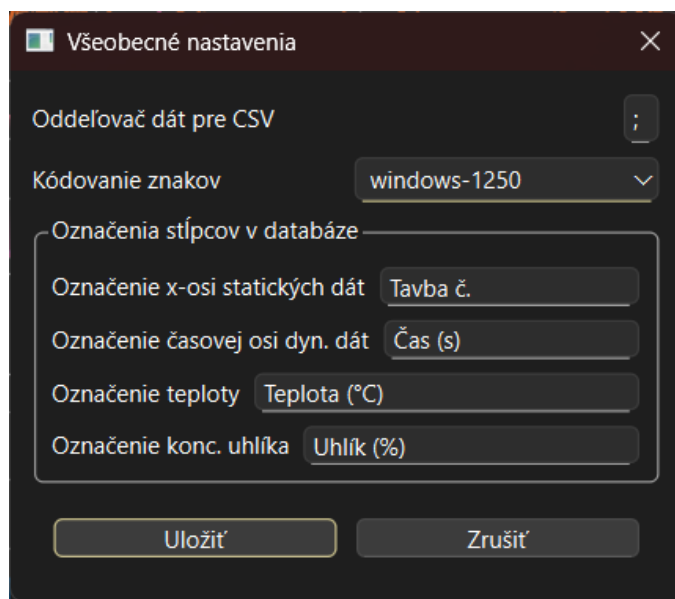 Všeobecné nastavenia
Oddeľovač dát pre CSV ;
Kódovanie znakov windows-1250
Označenia stĺpcov v databáze
Označenie x-osi statických dát Tavba č.
Označenie časovej osi dyn. dát Čas (s)
Označenie teploty Teplota (°C)
Označenie konc. uhlíka Uhlík (%)
Uložiť Zrušiť